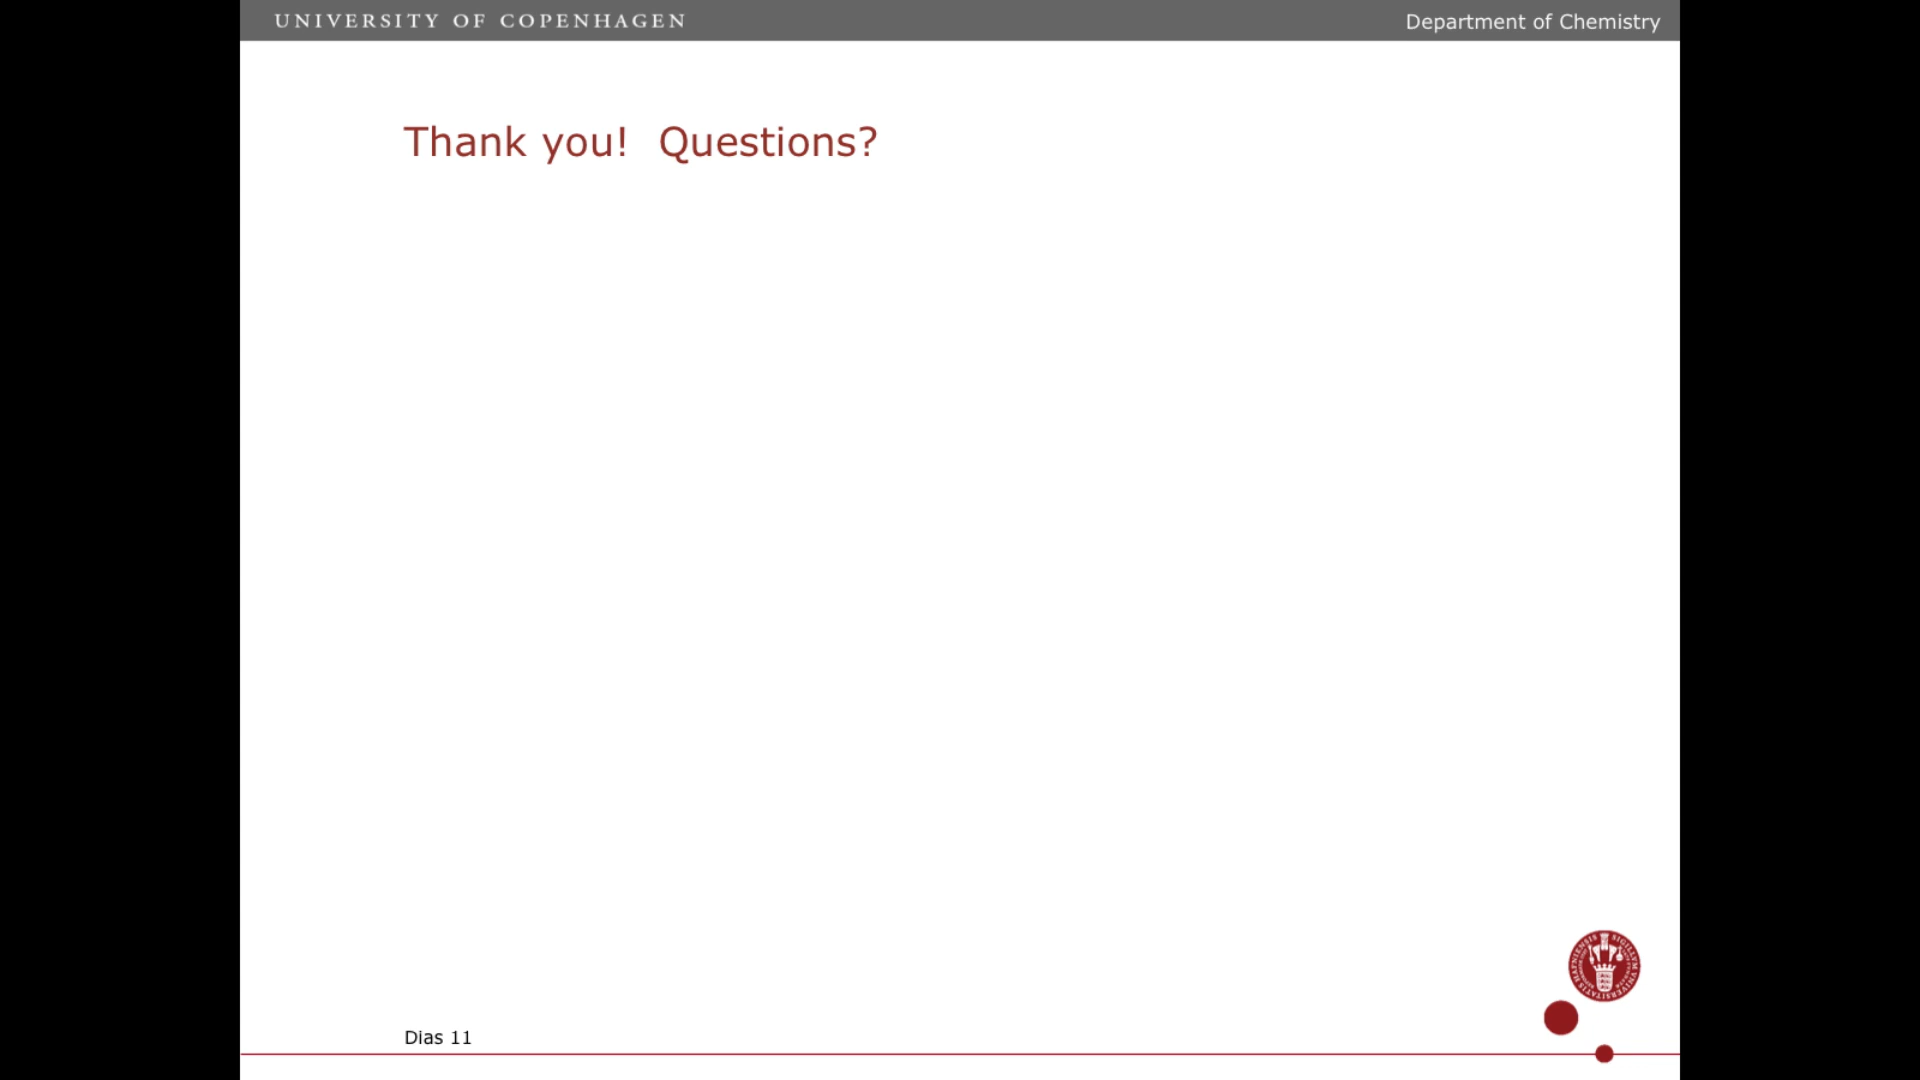 UNIVERSITY OF COPENHAGEN
Department of Chemistry
Thank you!  Questions?
Dias 11